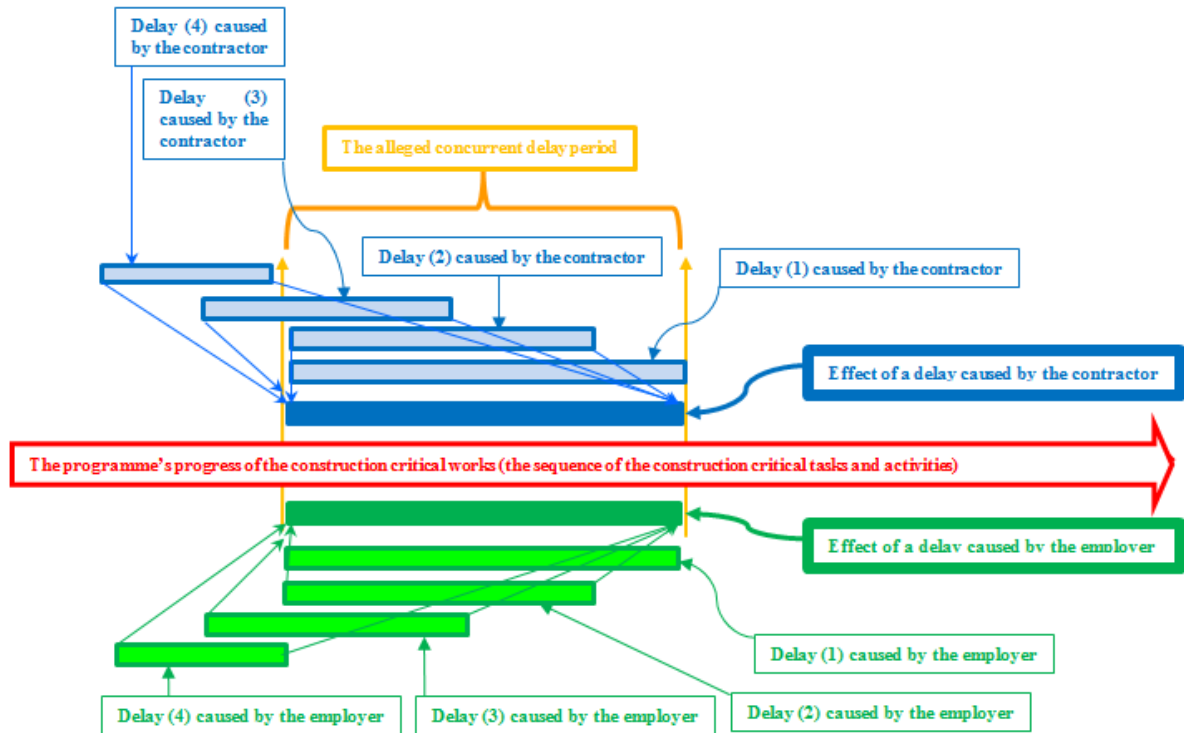 Delay (4) caused
by the contractor
Delay (3)
caused by the
contractor
The alleged concurrent delay period
Delay (2) caused by the contractor
Delay (1) caused by the contractor
Effect of a delay caused by the contractor
The programme's progress of the construction critical works (the sequence of the construction critical tasks and activities)
Effect of a delay caused by the employer
Delay (1) caused by the employer
Delay (4) caused by the employer
Delay (3) caused by the employer
Delay (2) caused by the employer